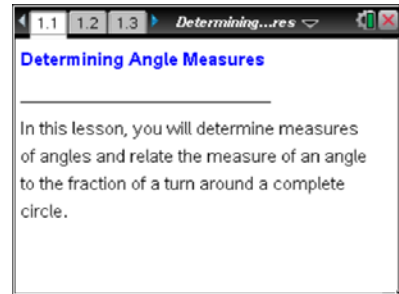 1.1 1.2 1.3 Determining...res
Determining Angle Measures
In this lesson, you will determine measures
of angles and relate the measure of an angle
to the fraction of a turn around a complete
circle.